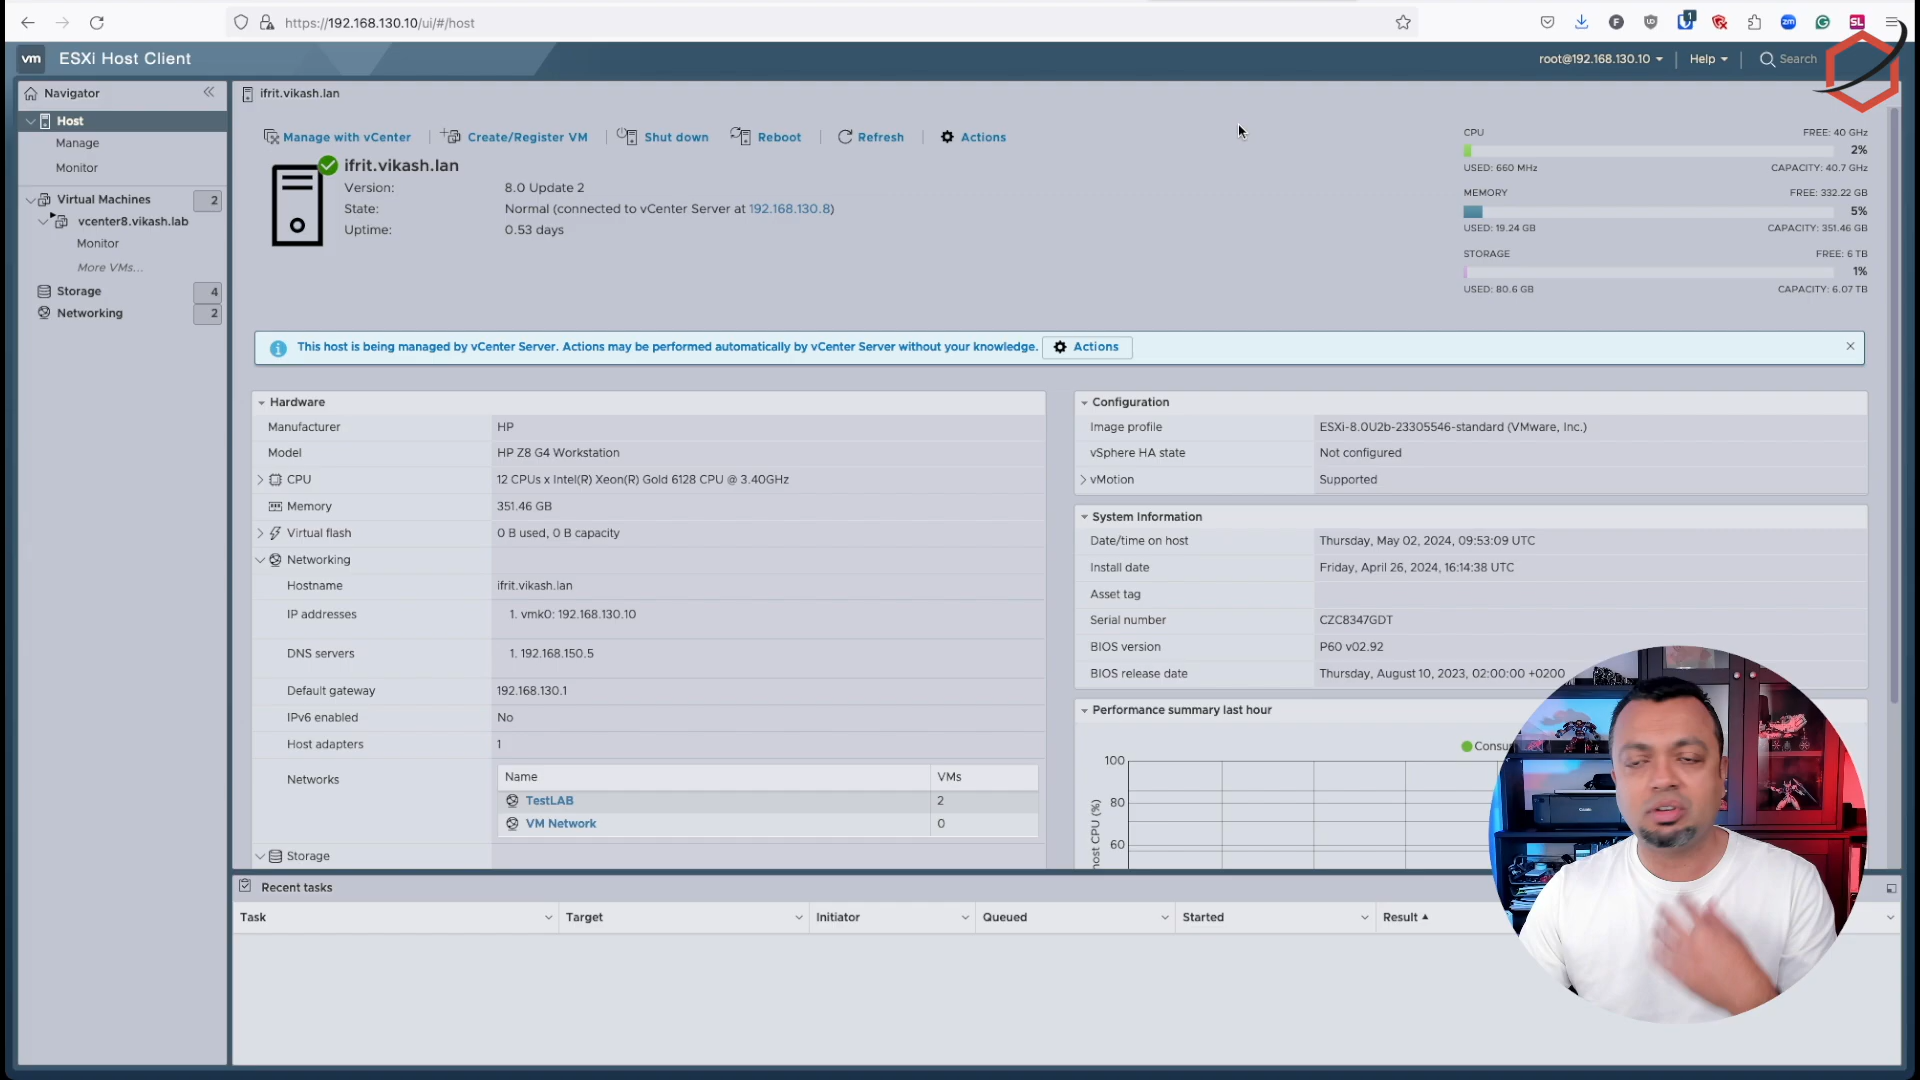 https://192.168.130.10/ui/#/host
1
zm
SL
vm
ESXi Host Client
root@192.168.130.10
Help
Search
Navigator
Host
Manage
Monitor
Virtual Machines
2
vcenter8.vikash.lab
Monitor
More VMs...
Storage
4
Networking
2
ifrit.vikash.lan
Manage with vCenter
Create/Register VM
Shut down
Reboot
Refresh
Actions
ifrit.vikash.lan
Version:
8.0 Update 2
State:
Normal (connected to vCenter Server at 192.168.130.8)
Uptime:
0.53 days
CPU
FREE: 40 GHz
2%
USED: 660 MHz
CAPACITY: 40.7 GHz
MEMORY
FREE: 332.22 GB
5%
USED: 19.24 GB
CAPACITY: 351.46 GB
STORAGE
FREE: 6 TB
1%
USED: 80.6 GB
CAPACITY: 6.07 TB
This host is being managed by vCenter Server. Actions may be performed automatically by vCenter Server without your knowledge.
Actions
Hardware
Manufacturer
HP
Model
HP Z8 G4 Workstation
CPU
12 CPUs x Intel(R) Xeon(R) Gold 6128 CPU @ 3.40GHz
Memory
351.46 GB
Virtual flash
0 B used, 0 B capacity
Networking
Hostname
ifrit.vikash.lan
IP addresses
1. vmk0: 192.168.130.10
DNS servers
1. 192.168.150.5
Default gateway
192.168.130.1
IPv6 enabled
No
Host adapters
1
Networks
Name
VMs
TestLAB
2
VM Network
0
Storage
Configuration
Image profile
ESXi-8.0U2b-23305546-standard (VMware, Inc.)
vSphere HA state
Not configured
vMotion
Supported
System Information
Date/time on host
Thursday, May 02, 2024, 09:53:09 UTC
Install date
Friday, April 26, 2024, 16:14:38 UTC
Asset tag
Serial number
CZC8347GDT
BIOS version
P60 v02.92
BIOS release date
Thursday, August 10, 2023, 02:00:00 +0200
Performance summary last hour
100
80
60
CPU (%)
Recent tasks
Task
Target
Initiator
Queued
Started
Result